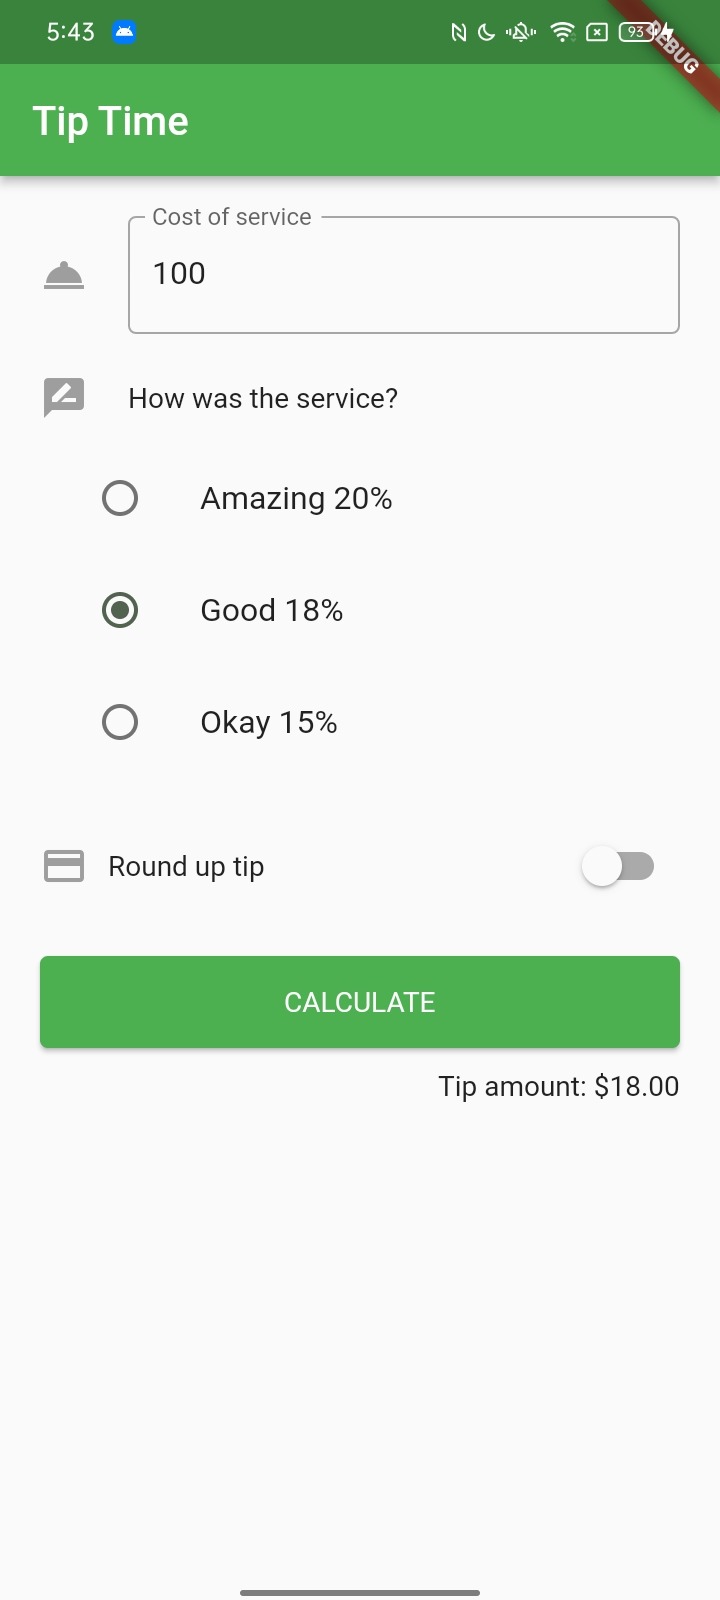 5:43
93
DEBUG
Tip Time
Cost of service
100
How was the service?
Amazing 20%
Good 18%
Okay 15%
Round up tip
CALCULATE
Tip amount: $18.00